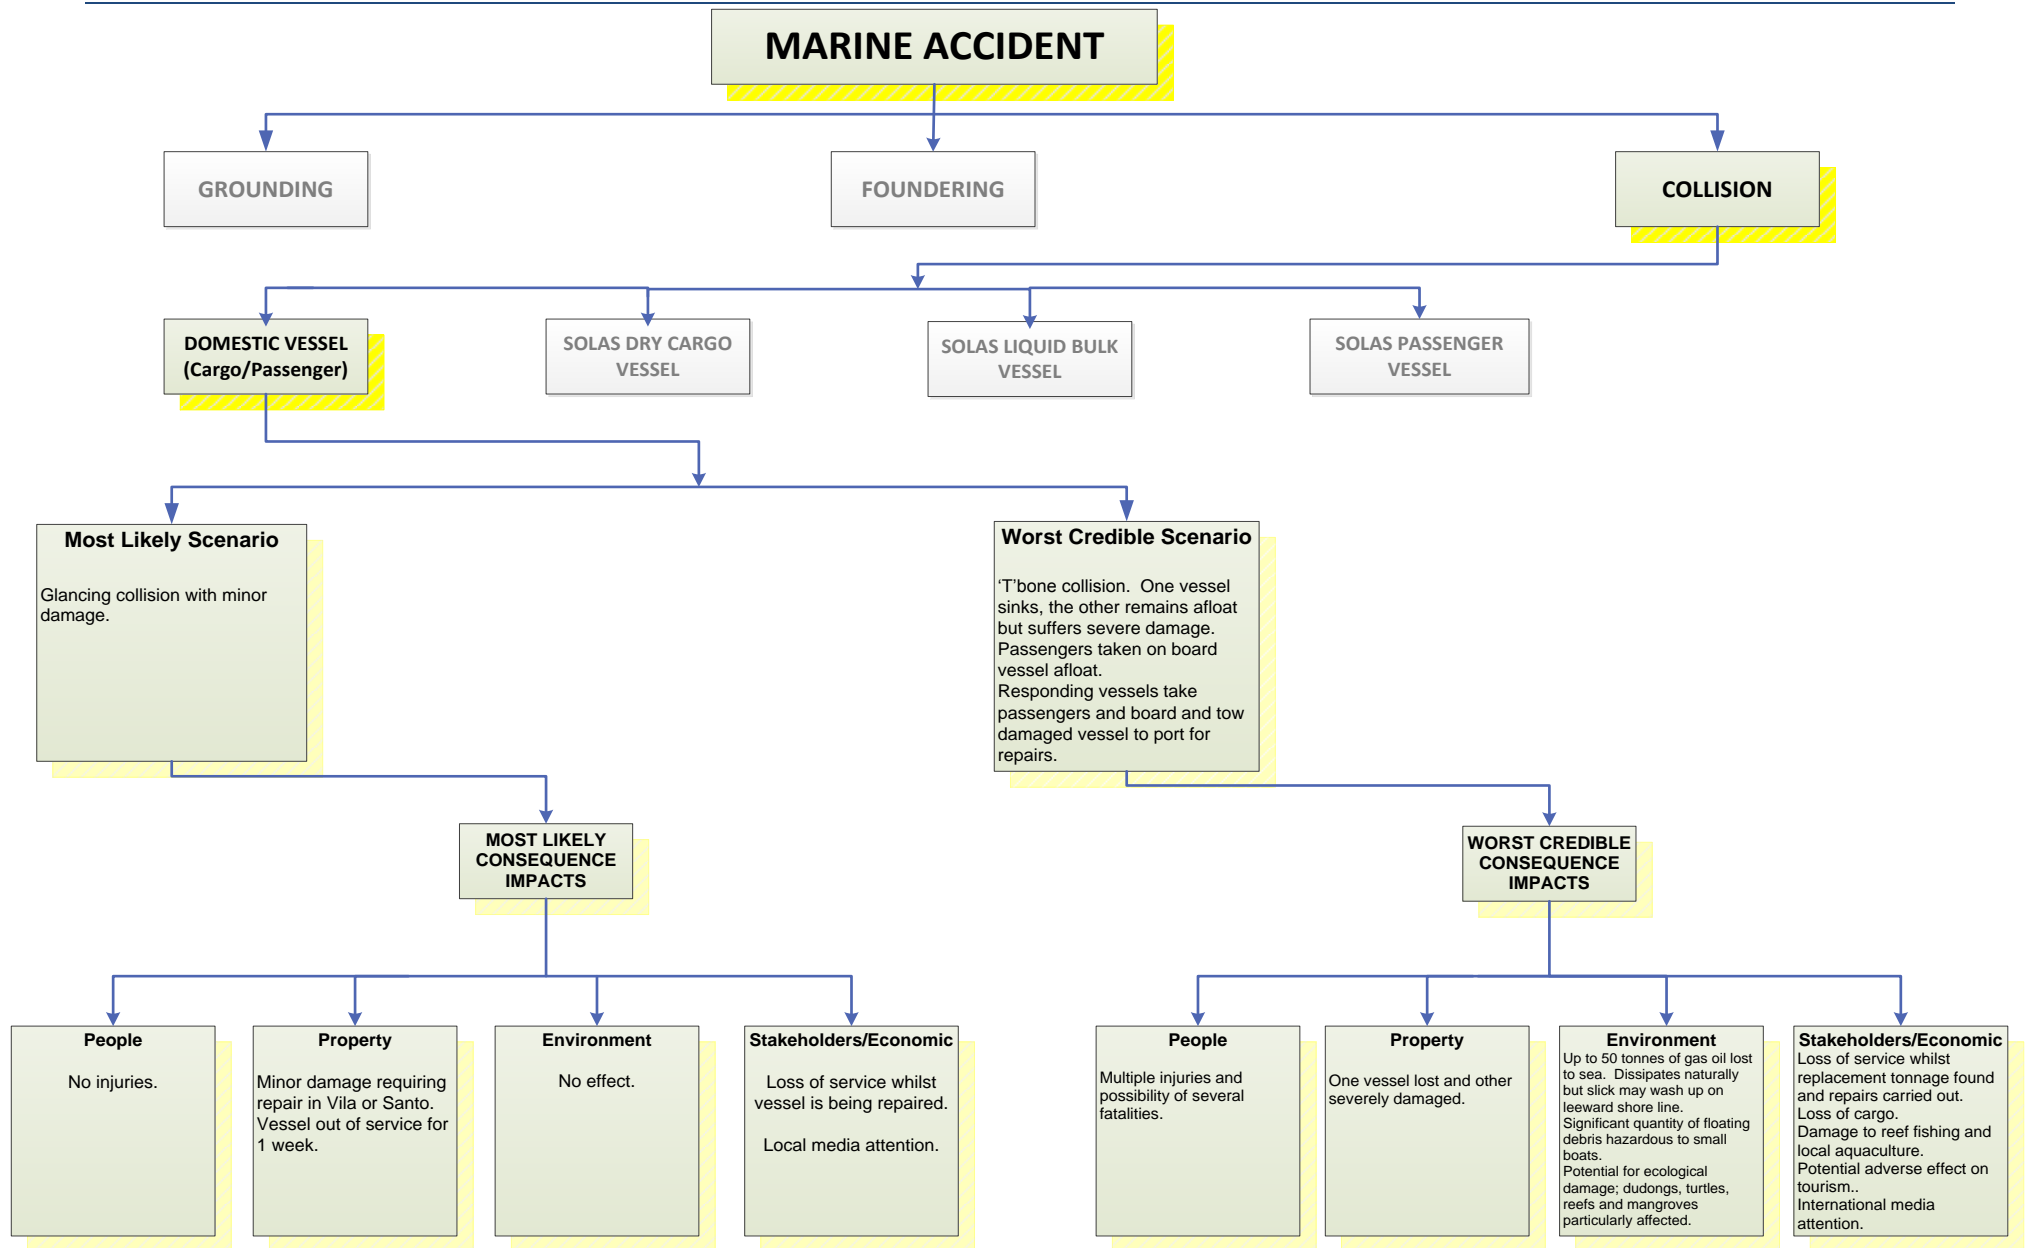 MARINE ACCIDENT
GROUNDING
FOUNDERING
COLLISION
DOMESTIC VESSEL
(Cargo/Passenger)
SOLAS DRY CARGO
VESSEL
SOLAS LIQUID BULK
VESSEL
SOLAS PASSENGER
VESSEL
Most Likely Scenario
Glancing collision with minor
damage.
Worst Credible Scenario
‘T’bone collision.  One vessel
sinks, the other remains afloat
but suffers severe damage.
Passengers taken on board
vessel afloat.
Responding vessels take
passengers and board and tow
damaged vessel to port for
repairs.
MOST LIKELY
CONSEQUENCE
IMPACTS
WORST CREDIBLE
CONSEQUENCE
IMPACTS
People
No injuries.
Property
Minor damage requiring
repair in Vila or Santo.
Vessel out of service for
1 week.
Environment
No effect.
Stakeholders/Economic
Loss of service whilst
vessel is being repaired.
Local media attention.
People
Multiple injuries and
possibility of several
fatalities.
Property
One vessel lost and other
severely damaged.
Environment
Up to 50 tonnes of gas oil lost
to sea.  Dissipates naturally
but slick may wash up on
leeward shore line.
Significant quantity of floating
debris hazardous to small
boats.
Potential for ecological
damage; dudongs, turtles,
reefs and mangroves
particularly affected.
Stakeholders/Economic
Loss of service whilst
replacement tonnage found
and repairs carried out.
Loss of cargo.
Damage to reef fishing and
local aquaculture.
Potential adverse effect on
tourism..
International media
attention.